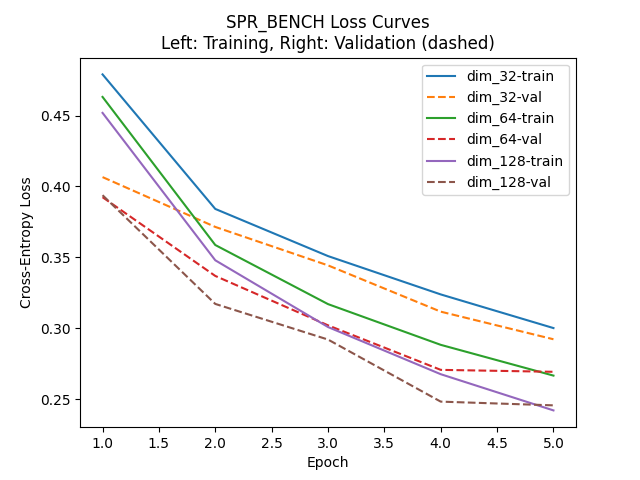 SPR_BENCH Loss Curves
Left: Training, Right: Validation (dashed)
dim_32-train
dim_32-val
dim_64-train
dim_64-val
dim_128-train
dim_128-val
Cross-Entropy Loss
0.45
0.40
0.35
0.30
0.25
1.0 1.5 2.0 2.5 3.0 3.5 4.0 4.5 5.0
Epoch